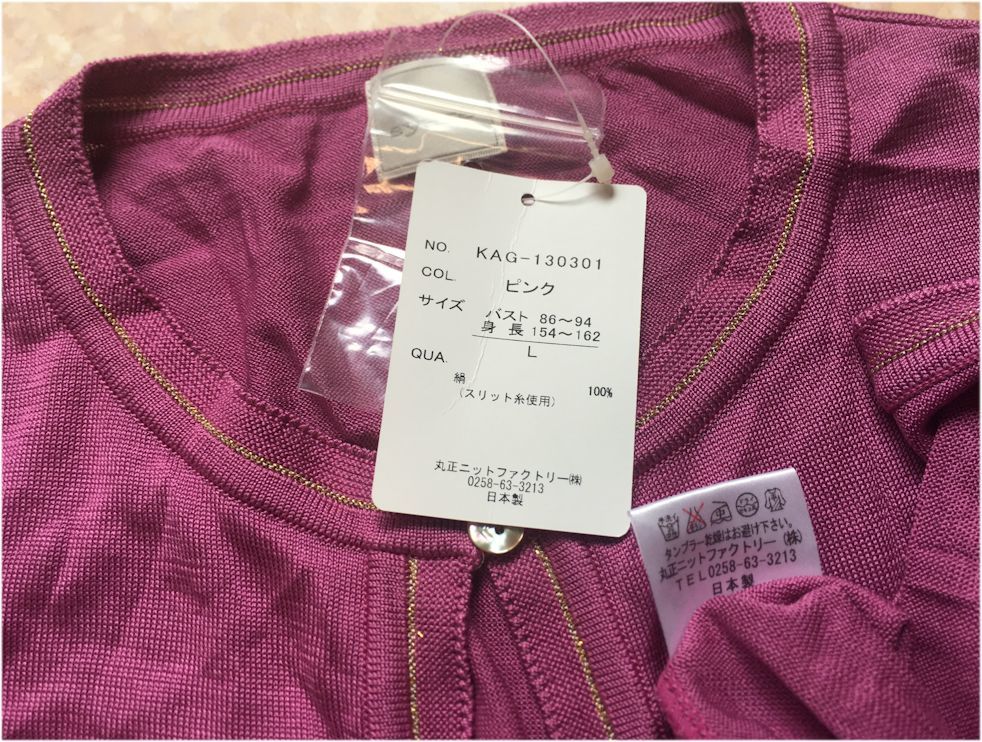 NO. KAG-130301
COL. ピンク
サイズ バスト 86～94
身 長 154～162
L
QUA.
絹 100%
（スリット糸使用）
丸正ニットファクトリー㈱
0258-63-3213
日本製
手洗イ
タンブラー乾燥はお避け下さい。
丸正ニットファクトリー（株）
TEL0258-63-3213
日本製